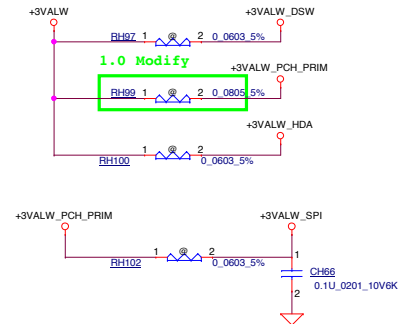 +3VALW +3VALW_DSW
RH97 1 @ 2 0_0603_5%
1.0 Modify
+3VALW_PCH_PRIM
RH99 1 @ 2 0_0805_5%
+3VALW_HDA
1 @ 2
RH100 0_0603_5%
+3VALW_PCH_PRIM +3VALW_SPI
1 @ 2 1
RH102 0_0603_5%
CH66
0.1U_0201_10V6K
2